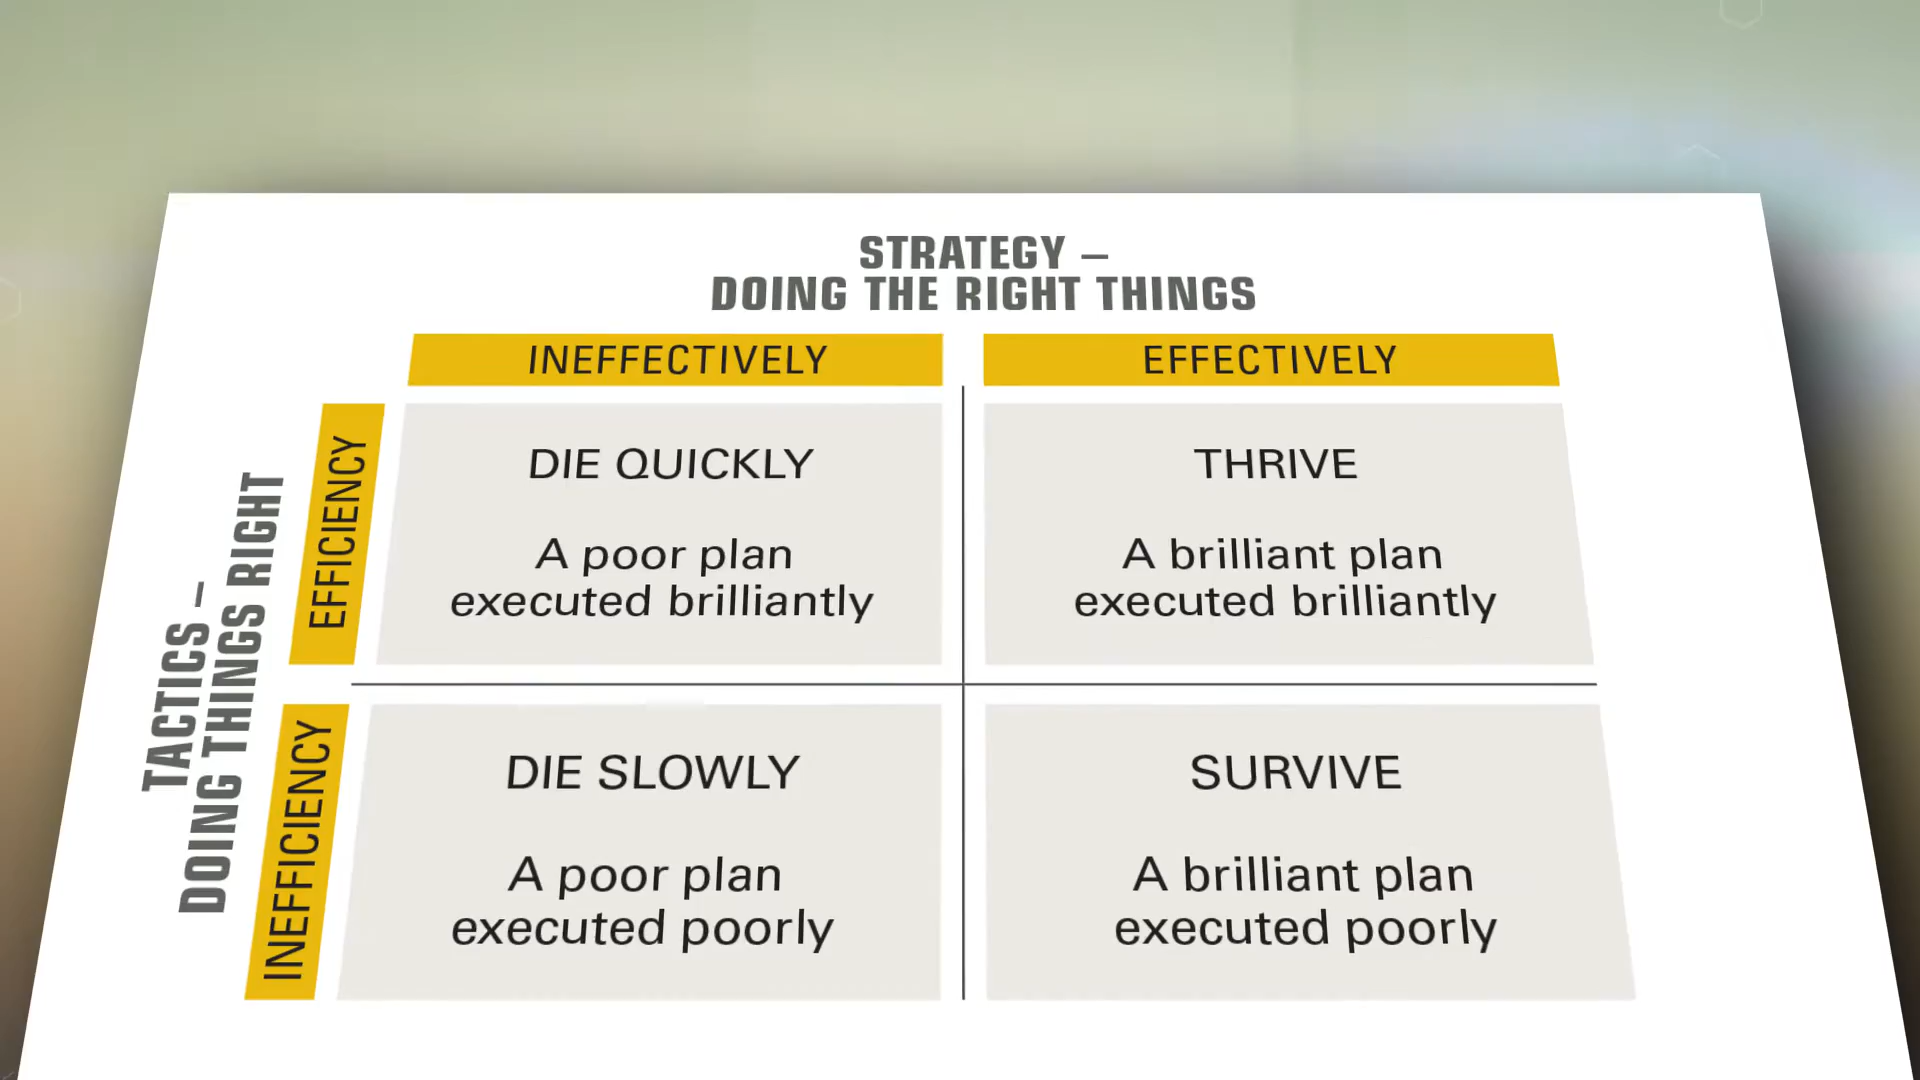 STRATEGY –
DOING THE RIGHT THINGS
INEFFECTIVELY
EFFECTIVELY
TACTICS –
DOING THINGS RIGHT
EFFICIENCY
DIE QUICKLY
A poor plan
executed brilliantly
THRIVE
A brilliant plan
executed brilliantly
INEFFICIENCY
DIE SLOWLY
A poor plan
executed poorly
SURVIVE
A brilliant plan
executed poorly